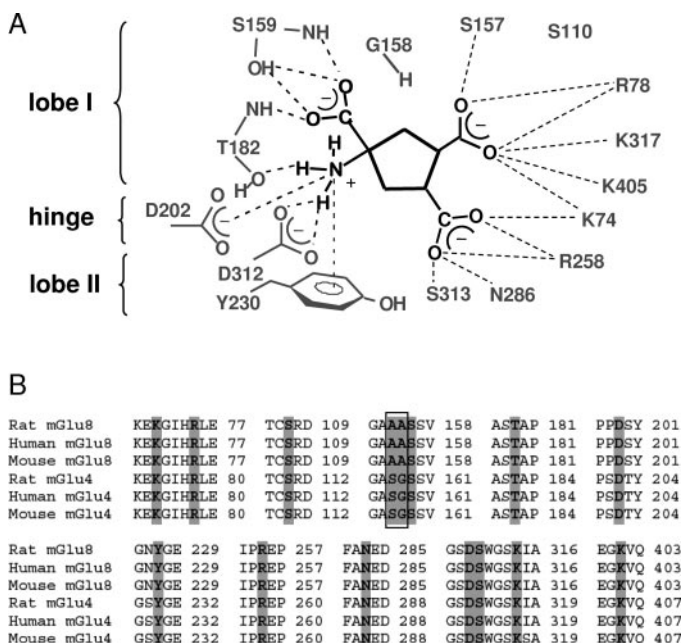 A
S159 NH
OH
G158
H
S157 S110
lobe I
O
O C
−
O
C
−
O
R78
NH
T182
H
H N
+
H
K317
K405
H O
hinge
D202
O
−
O
O
−
O
C O
−
O
K74
R258
lobe II
D312
Y230
OH
S313 N286
B
Rat mGlu8 KEKGIHRLE 77 TCSRD 109 GAAASSV 158 ASTAP 181 PPDSY 201
Human mGlu8 KEKGIHRLE 77 TCSRD 109 GAAASSV 158 ASTAP 181 PPDSY 201
Mouse mGlu8 KEKGIHRLE 77 TCSRD 109 GAAASSV 158 ASTAP 181 PPDSY 201
Rat mGlu4 KEKGIHRLE 80 TCSRD 112 GASGSSV 161 ASTAP 184 PSDTY 204
Human mGlu4 KEKGIHRLE 80 TCSRD 112 GASGSSV 161 ASTAP 184 PSDTY 204
Mouse mGlu4 KEKGIHRLE 80 TCSRD 112 GASGSSV 161 ASTAP 184 PSDTY 204
Rat mGlu8 GNYGE 229 IPREP 257 FANED 285 GSDSWGSKIA 316 EGKVQ 403
Human mGlu8 GNYGE 229 IPREP 257 FANED 285 GSDSWGSKIA 316 EGKVQ 403
Mouse mGlu8 GNYGE 229 IPREP 257 FANED 285 GSDSWGSKIA 316 EGKVQ 403
Rat mGlu4 GSYGE 232 IPREP 260 FANED 288 GSDSWGSKIA 319 EGKVQ 407
Human mGlu4 GSYGE 232 IPREP 260 FANED 288 GSDSWGSKIA 319 EGKVQ 407
Mouse mGlu4 GSYGE 232 IPREP 260 FANED 288 GSDSWGSKSA 319 EGKVQ 407